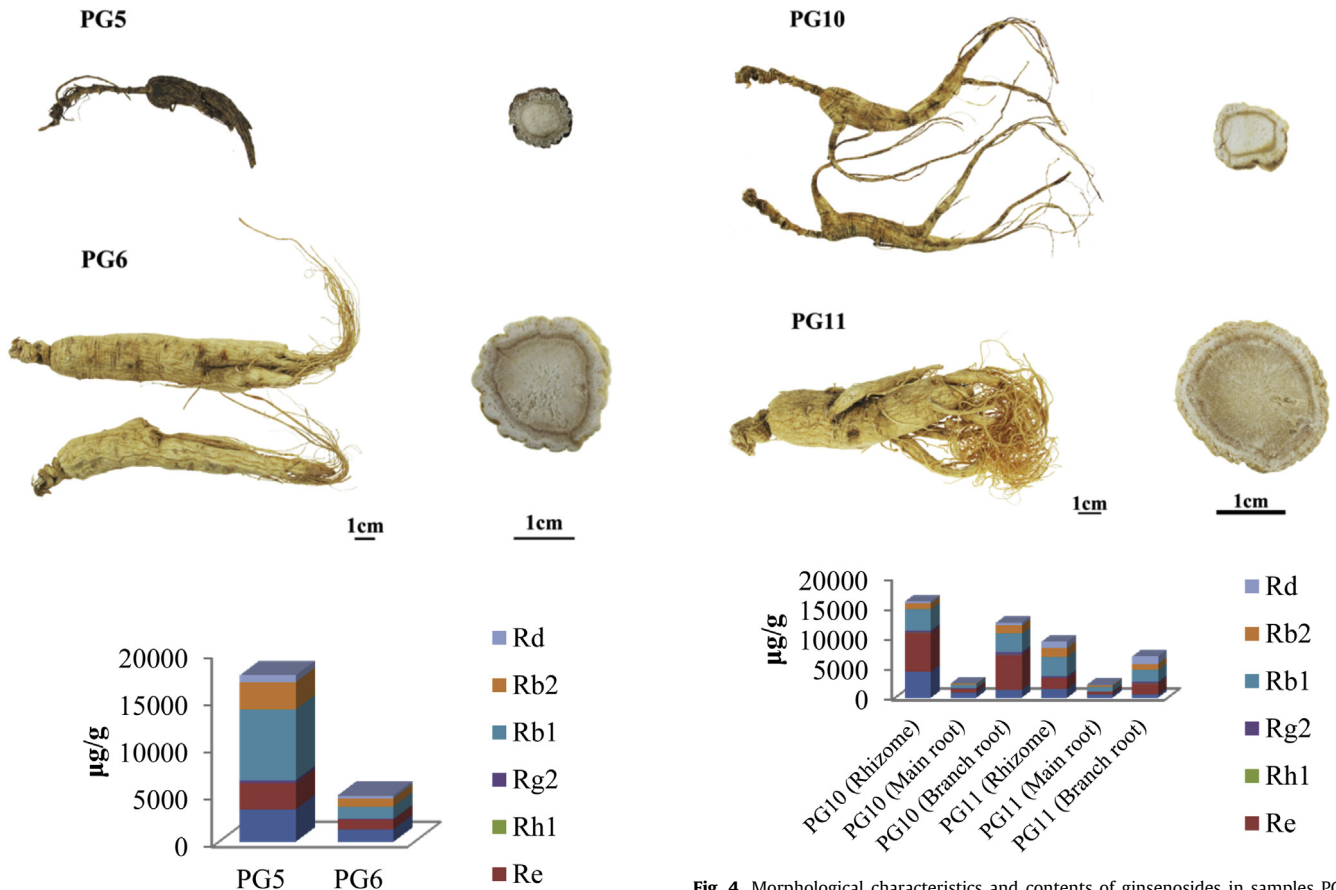 PG5
PG6
1cm
1cm
µg/g
20000
15000
10000
5000
0
PG5
PG6
Rd
Rb2
Rb1
Rg2
Rh1
Re
PG10
PG11
1cm
1cm
µg/g
20000
15000
10000
5000
0
PG10 (Rhizome)
PG10 (Main root)
PG10 (Branch root)
PG11 (Rhizome)
PG11 (Main root)
PG11 (Branch root)
Rd
Rb2
Rb1
Rg2
Rh1
Re
Fig. 4. Morphological characteristics and contents of ginsenosides in samples PG